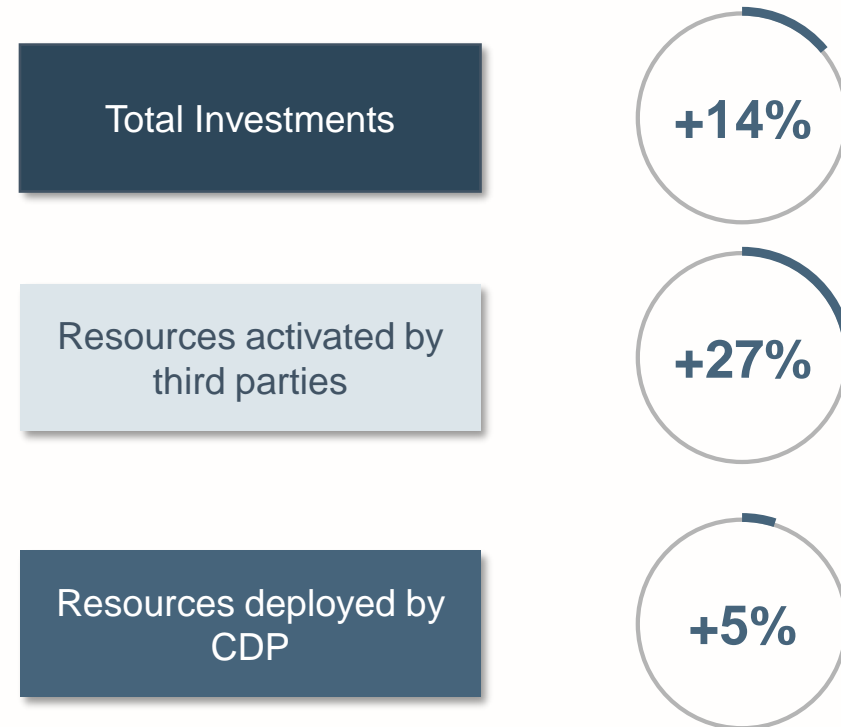 Total Investments
+14%
Resources activated by
third parties
+27%
Resources deployed by
CDP
+5%